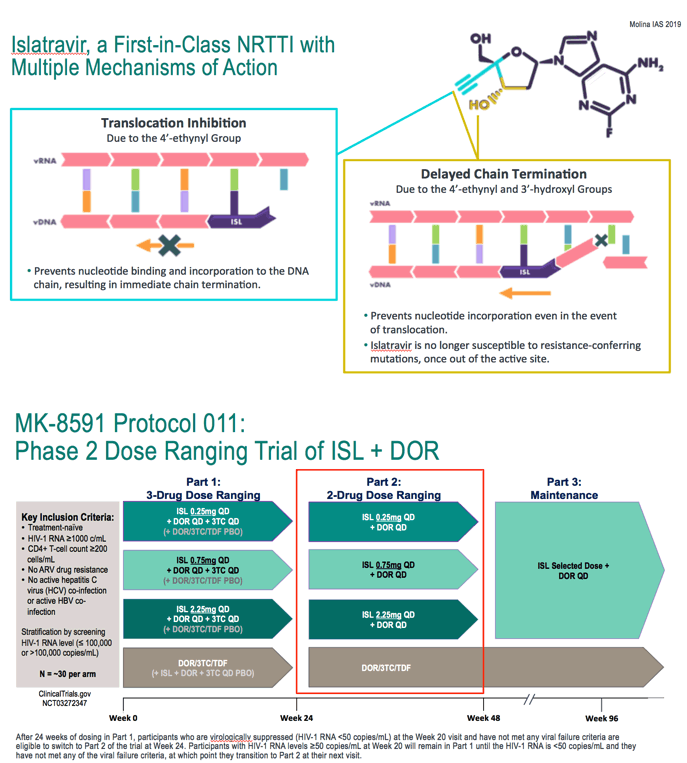 Molina IAS 2019
Islatravir, a First-in-Class NRTTI with
Multiple Mechanisms of Action
OH
O
HO
N
N
N
N
NH₂
F
Translocation Inhibition
Due to the 4’-ethynyl Group
vRNA
vDNA
ISL
• Prevents nucleotide binding and incorporation to the DNA
chain, resulting in immediate chain termination.
Delayed Chain Termination
Due to the 4’-ethynyl and 3’-hydroxyl Groups
vRNA
ISL
vDNA
• Prevents nucleotide incorporation even in the event
of translocation.
• Islatravir is no longer susceptible to resistance-conferring
mutations, once out of the active site.
MK-8591 Protocol 011:
Phase 2 Dose Ranging Trial of ISL + DOR
Key Inclusion Criteria:
• Treatment-naïve
• HIV-1 RNA ≥1000 c/mL
• CD4+ T-cell count ≥200
cells/mL
• No ARV drug resistance
• No active hepatitis C
virus (HCV) co-infection
or active HBV co-
infection
Stratification by screening
HIV-1 RNA level (≤ 100,000
or >100,000 copies/mL)
N = ~30 per arm
ClinicalTrials.gov
NCT03272347
Part 1:
3-Drug Dose Ranging
ISL 0.25mg QD
+ DOR QD + 3TC QD
(+ DOR/3TC/TDF PBO)
ISL 0.75mg QD
+ DOR QD + 3TC QD
(+ DOR/3TC/TDF PBO)
ISL 2.25mg QD
+ DOR QD + 3TC QD
(+ DOR/3TC/TDF PBO)
DOR/3TC/TDF
(+ ISL + DOR + 3TC QD PBO)
Part 2:
2-Drug Dose Ranging
ISL 0.25mg QD
+ DOR QD
ISL 0.75mg QD
+ DOR QD
ISL 2.25mg QD
+ DOR QD
DOR/3TC/TDF
Part 3:
Maintenance
ISL Selected Dose +
DOR QD
Week 0
Week 24
Week 48
Week 96
After 24 weeks of dosing in Part 1, participants who are virologically suppressed (HIV-1 RNA <50 copies/mL) at the Week 20 visit and have not met any viral failure criteria are
eligible to switch to Part 2 of the trial at Week 24. Participants with HIV-1 RNA levels ≥50 copies/mL at Week 20 will remain in Part 1 until the HIV-1 RNA is <50 copies/mL and they
have not met any of the viral failure criteria, at which point they transition to Part 2 at their next visit.